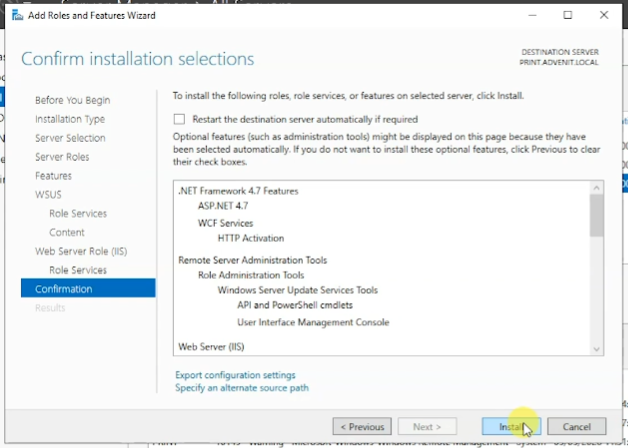 Add Roles and Features Wizard
Confirm installation selections
DESTINATION SERVER
PRINT.ADVENIT.LOCAL
Before You Begin
Installation Type
Server Selection
Server Roles
Features
WSUS
Role Services
Content
Web Server Role (IIS)
Role Services
Confirmation
Results
To install the following roles, role services, or features on selected server, click Install.
Restart the destination server automatically if required
Optional features (such as administration tools) might be displayed on this page because they have
been selected automatically. If you do not want to install these optional features, click Previous to clear
their check boxes.
.NET Framework 4.7 Features
ASP.NET 4.7
WCF Services
HTTP Activation
Remote Server Administration Tools
Role Administration Tools
Windows Server Update Services Tools
API and PowerShell cmdlets
User Interface Management Console
Web Server (IIS)
Export configuration settings
Specify an alternate source path
< Previous
Next >
Install
Cancel